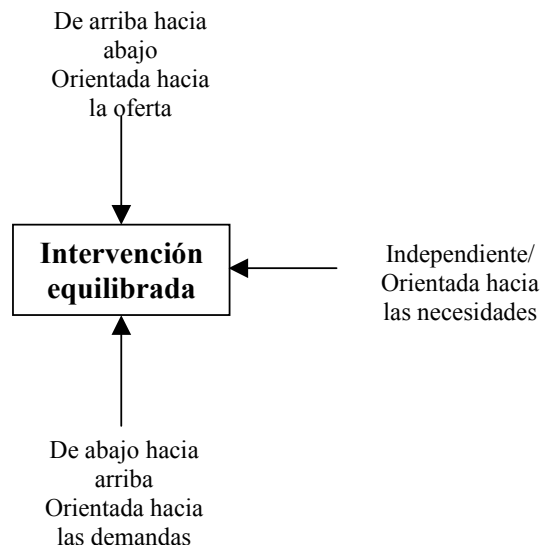 De arriba hacia
abajo
Orientada hacia
la oferta
Intervención
equilibrada
Independiente/
Orientada hacia
las necesidades
De abajo hacia
arriba
Orientada hacia
las demandas